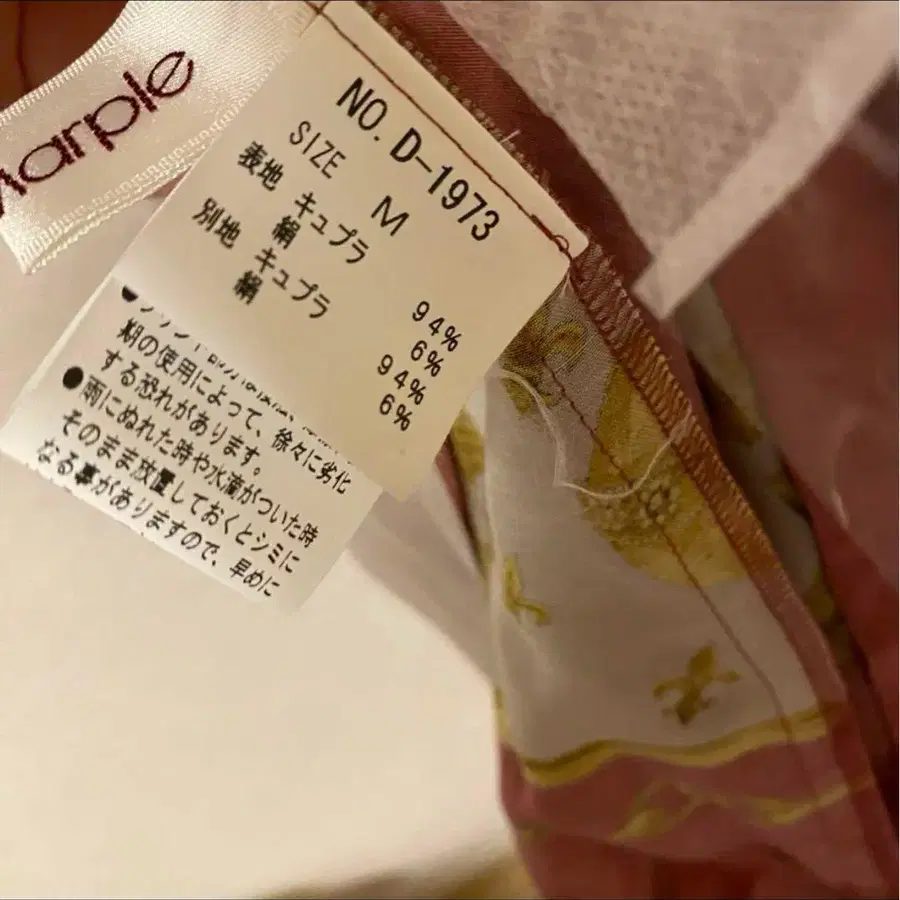 Marple
NO. D-1973
SIZE M
表地 キュプラ 94%
絹 6%
別地 キュプラ 94%
絹 6%
期の使用によって、徐々に劣化
する恐れがあります。
●雨にぬれた時や水滴がついた時
そのまま放置しておくとシミに
なる事がありますので、早めに